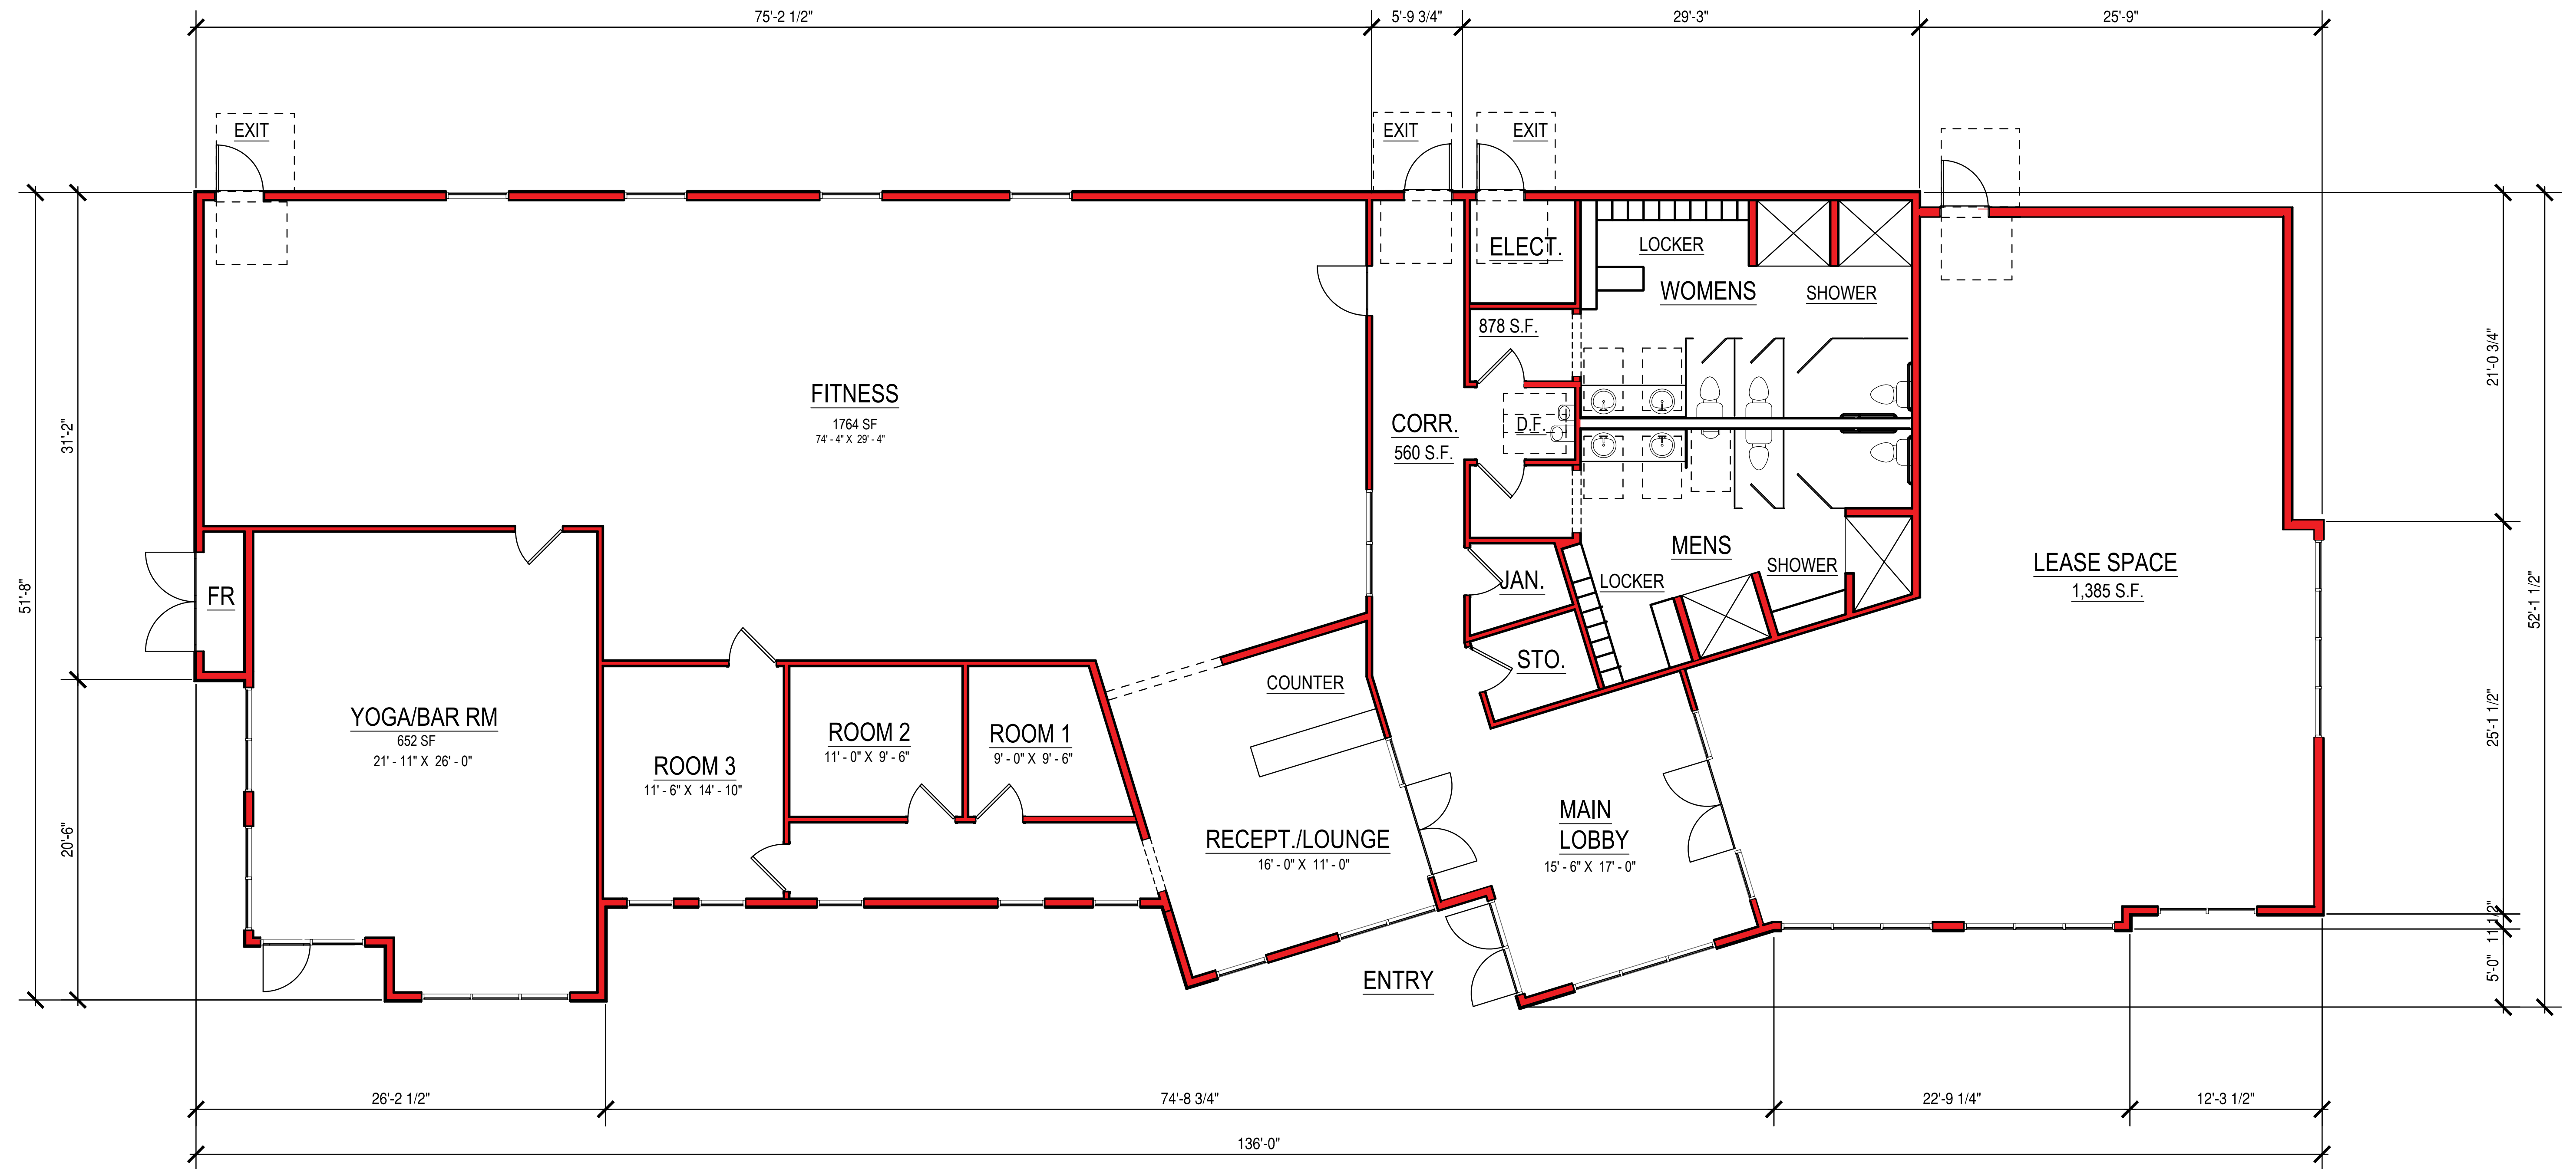 75'-2 1/2"
5'-9 3/4"
29'-3"
25'-9"
EXIT
EXIT
EXIT
ELECT.
LOCKER
WOMENS
SHOWER
878 S.F.
21'-0 3/4"
31'-2"
FITNESS
1764 SF
74' - 4" X 29' - 4"
CORR.
560 S.F.
D.F.
51'-8"
52'-1 1/2"
FR
MENS
LOCKER
SHOWER
JAN.
LEASE SPACE
1,385 S.F.
STO.
COUNTER
YOGA/BAR RM
652 SF
21' - 11" X 26' - 0"
ROOM 3
11' - 6" X 14' - 10"
ROOM 2
11' - 0" X 9' - 6"
ROOM 1
9' - 0" X 9' - 6"
25'-1 1/2"
20'-6"
RECEPT./LOUNGE
16' - 0" X 11' - 0"
MAIN
LOBBY
15' - 6" X 17' - 0"
11 1/2"
5'-0"
ENTRY
26'-2 1/2"
74'-8 3/4"
22'-9 1/4"
12'-3 1/2"
136'-0"